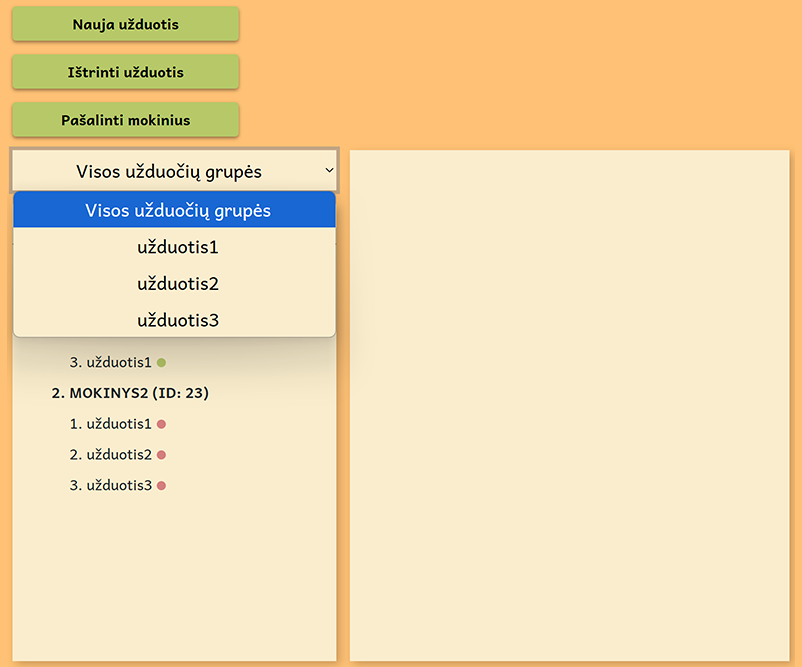 Nauja užduotis
Ištrinti užduotis
Pašalinti mokinius
Visos užduočių grupės
Visos užduočių grupės
užduotis1
užduotis2
užduotis3
3. užduotis1
2. MOKINYS2 (ID: 23)
1. užduotis1
2. užduotis2
3. užduotis3